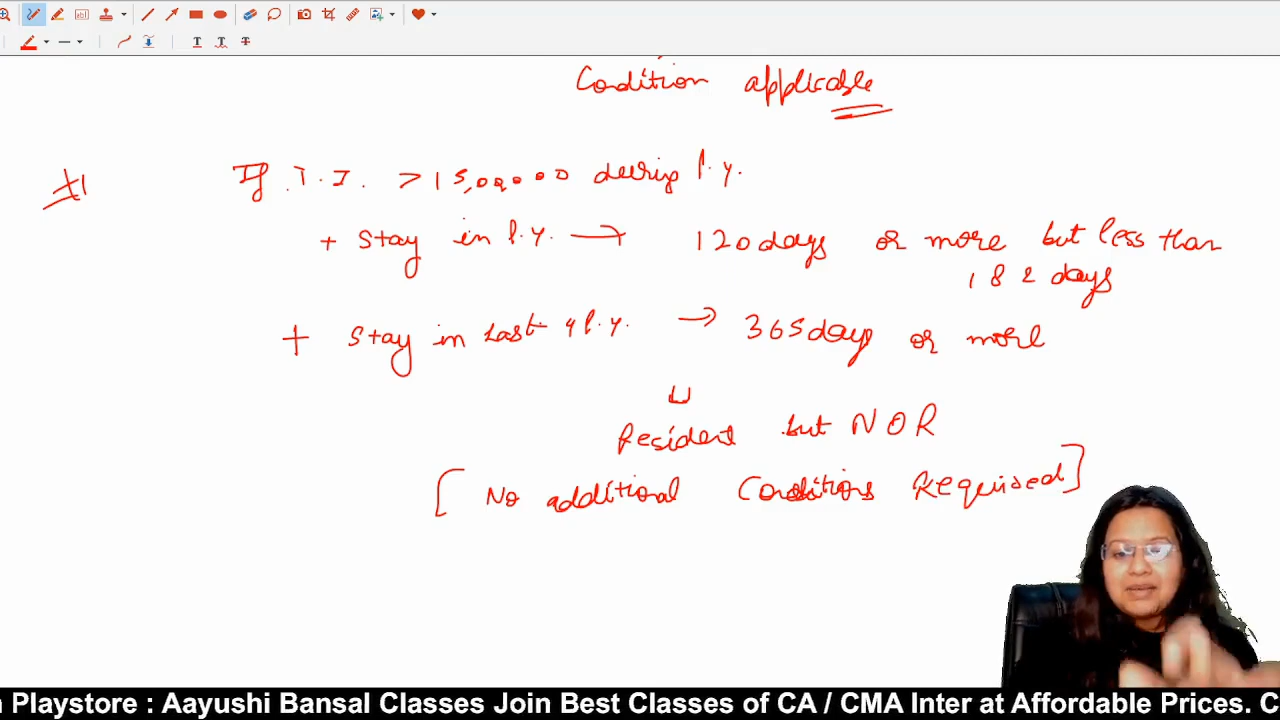 Condition applicable
If T.I. > 15,00,000 during P.Y.
+ Stay in P.Y. → 120 days or more but less than
182 days
+ Stay in Last 4 P.Y. → 365 days or more
Resident but NOR
[No additional Conditions Required]
n Playstore : Aayushi Bansal Classes Join Best Classes of CA / CMA Inter at Affordable Prices. C